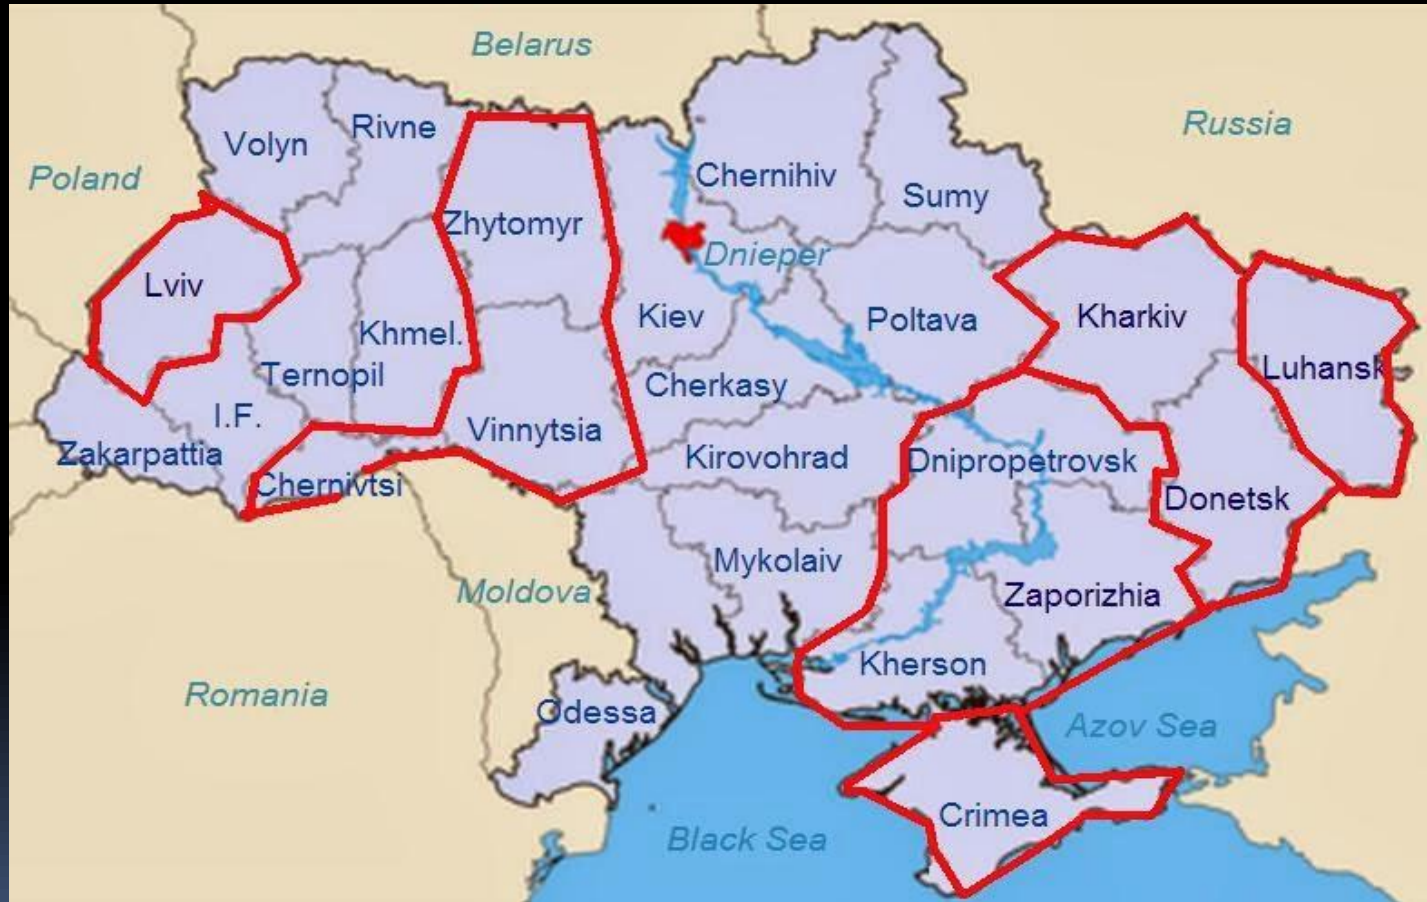 Belarus
Russia
Poland
Volyn
Rivne
Chernihiv
Sumy
Zhytomyr
Dnieper
Lviv
Kiev
Poltava
Kharkiv
Khmel.
Ternopil
Luhansk
Cherkasy
I.F.
Vinnytsia
Zakarpattia
Chernivtsi
Kirovohrad
Dnipropetrovsk
Donetsk
Mykolaiv
Moldova
Zaporizhia
Kherson
Romania
Odessa
Azov Sea
Crimea
Black Sea